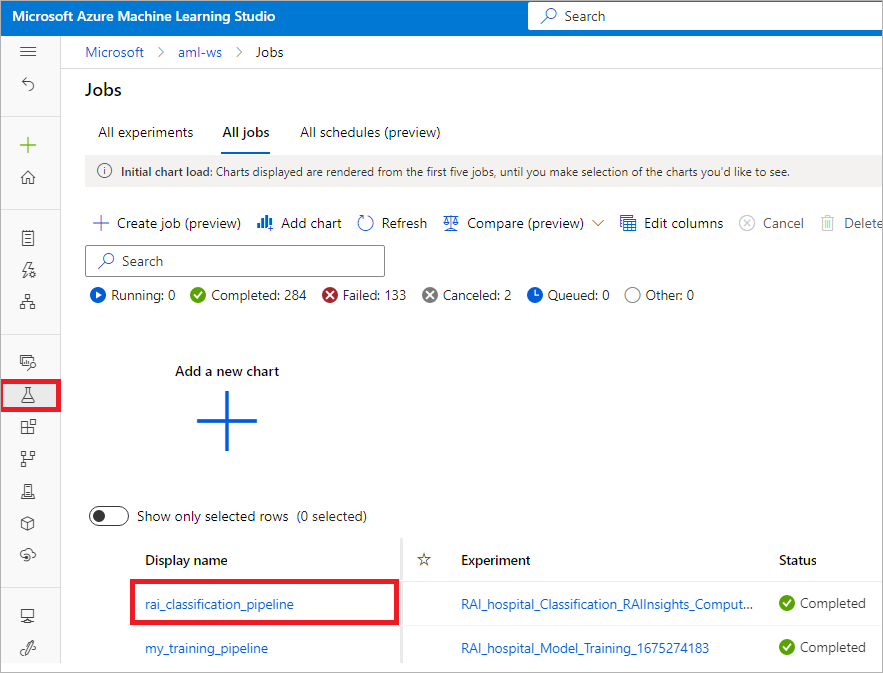 Microsoft Azure Machine Learning Studio Search
Microsoft > aml-ws > Jobs
Jobs
All experiments All jobs All schedules (preview)
Initial chart load: Charts displayed are rendered from the first five jobs, until you make selection of the charts you'd like to see.
Create job (preview) Add chart Refresh Compare (preview) Edit columns Cancel Delete
Search
Running: 0 Completed: 284 Failed: 133 Canceled: 2 Queued: 0 Other: 0
Add a new chart
Show only selected rows (0 selected)
Display name Experiment Status
rai_classification_pipeline RAI_hospital_Classification_RAIInsights_Comput... Completed
my_training_pipeline RAI_hospital_Model_Training_1675274183 Completed